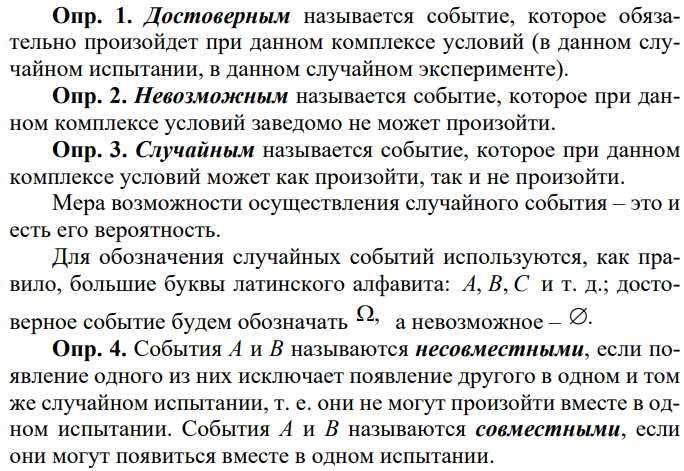 Опр. 1. Достоверным называется событие, которое обяза-
тельно произойдет при данном комплексе условий (в данном слу-
чайном испытании, в данном случайном эксперименте).
Опр. 2. Невозможным называется событие, которое при дан-
ном комплексе условий заведомо не может произойти.
Опр. 3. Случайным называется событие, которое при данном
комплексе условий может как произойти, так и не произойти.
Мера возможности осуществления случайного события – это и
есть его вероятность.
Для обозначения случайных событий используются, как пра-
вило, большие буквы латинского алфавита: A, B, C и т. д.; досто-
верное событие будем обозначать Ω, а невозможное – ∅.
Опр. 4. События A и B называются несовместными, если по-
явление одного из них исключает появление другого в одном и том
же случайном испытании, т. е. они не могут произойти вместе в од-
ном испытании. События A и B называются совместными, если
они могут появиться вместе в одном испытании.